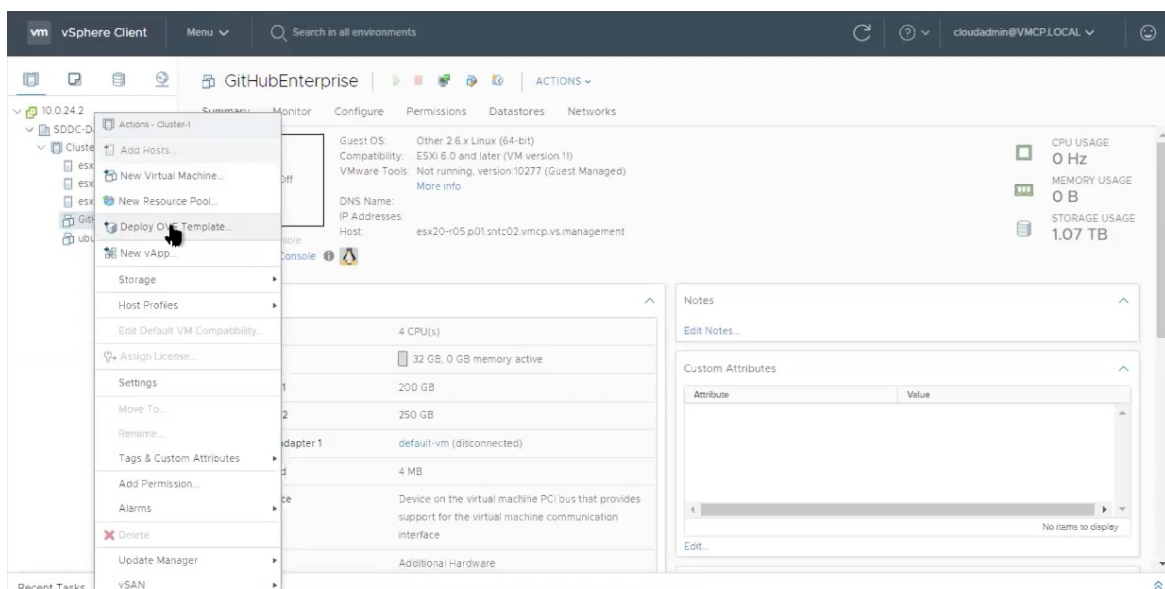 vm vSphere Client Menu Search in all environments cloudadmin@VMCP.LOCAL
GitHubEnterprise ACTIONS
Summary Monitor Configure Permissions Datastores Networks
10.0.24.2
SDDC-D
Cluste
esx
esx
esx
GitH
ubu
Actions - Cluster-1
Add Hosts...
New Virtual Machine...
New Resource Pool...
Deploy OVF Template...
New vApp...
Storage
Host Profiles
Edit Default VM Compatibility...
Assign License...
Settings
Move To...
Rename...
Tags & Custom Attributes
Add Permission...
Alarms
Delete
Update Manager
vSAN
Off
Console
Guest OS: Other 2.6.x Linux (64-bit)
Compatibility: ESXi 6.0 and later (VM version 11)
VMware Tools: Not running, version:10277 (Guest Managed)
More info
DNS Name:
IP Addresses:
Host: esx20-r05.p01.sntc02.vmcp.vs.management
CPU USAGE
0 Hz
MEMORY USAGE
0 B
STORAGE USAGE
1.07 TB
4 CPU(s)
32 GB, 0 GB memory active
1 200 GB
2 250 GB
adapter 1 default-vm (disconnected)
d 4 MB
ce Device on the virtual machine PCI bus that provides
support for the virtual machine communication
interface
Additional Hardware
Notes
Edit Notes...
Custom Attributes
Attribute Value
No items to display
Edit...
Recent Tasks